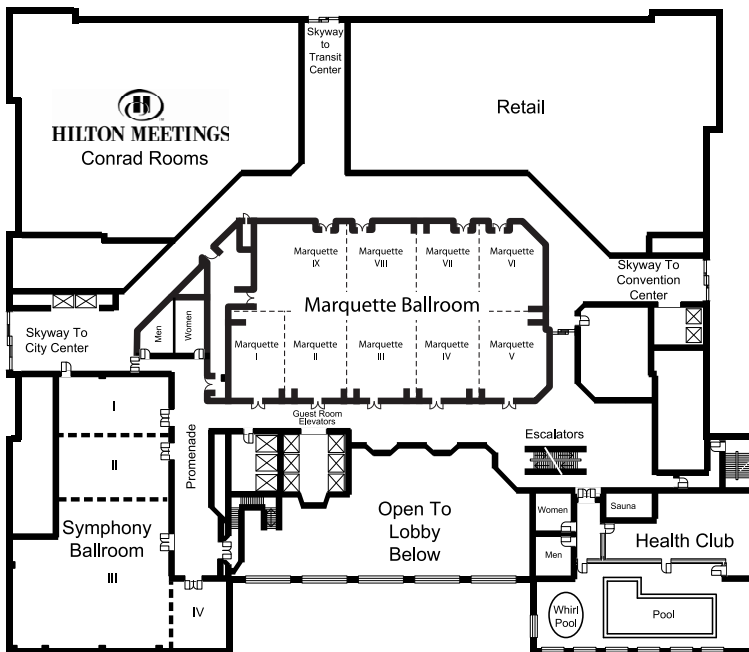 Skyway
to
Transit
Center
HILTON MEETINGS
Conrad Rooms
Retail
Marquette
IX
Marquette
VIII
Marquette
VII
Marquette
VI
Skyway To
Convention
Center
Marquette Ballroom
Skyway To
City Center
Men
Women
Marquette
I
Marquette
II
Marquette
III
Marquette
IV
Marquette
V
Guest Room
Elevators
I
II
Symphony
Ballroom
III
IV
Promenade
Escalators
Open To
Lobby
Below
Women
Men
Sauna
Health Club
Whirl
Pool
Pool